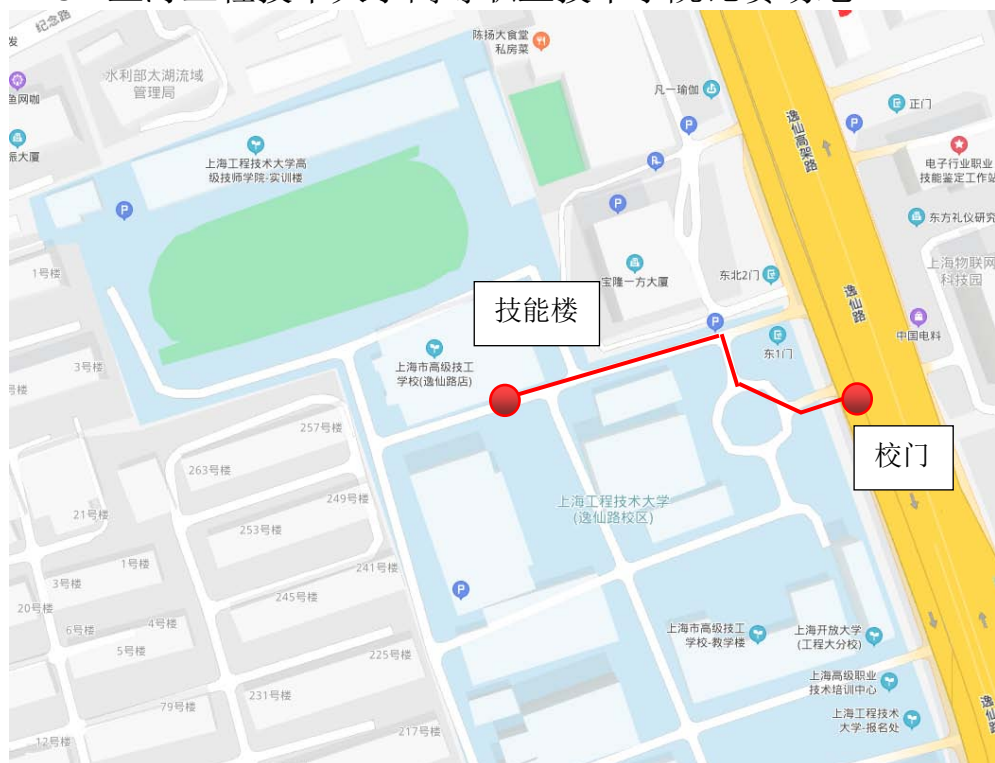 纪念路
陈扬大食堂
私房菜
水利部太湖流域
管理局
鱼网咖
凡一瑜伽
正门
逸仙高架路
振大厦
上海工程技术大学高
级技师学院-实训楼
电子行业职业
技能鉴定工作站
东方礼仪研究
1号楼
宝隆一方大厦
东北2门
上海物联网
科技园
逸仙路
技能楼
中国电科
东1门
上海市高级技工
学校(逸仙路店)
3号楼
号楼
257号楼
校门
263号楼
249号楼
上海工程技术大学
(逸仙路校区)
21号楼
253号楼
1号楼
241号楼
3号楼
245号楼
20号楼
6号楼
4号楼
5号楼
225号楼
上海市高级技工
学校-教学楼
上海开放大学
(工程大分校)
上海高级职业
技术培训中心
231号楼
79号楼
上海工程技术
大学-报名处
逸仙路
217号楼
12号楼